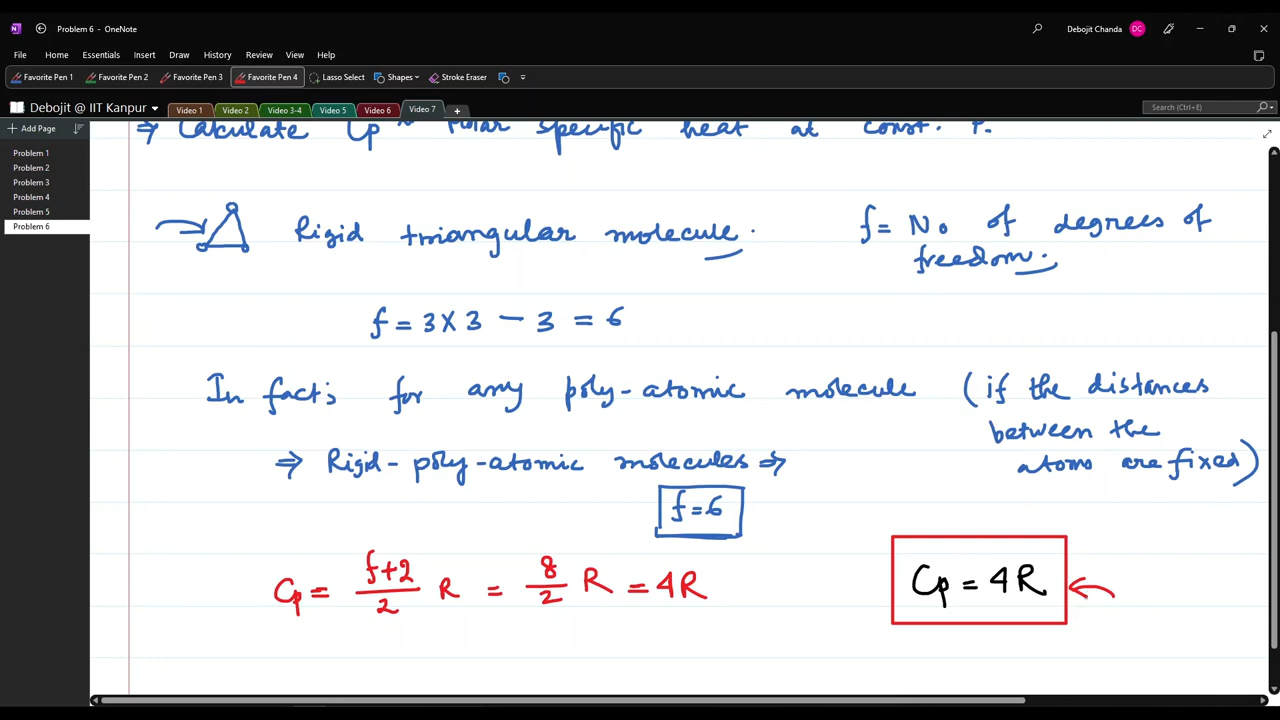 Problem 6 - OneNote
Debojit Chanda DC
File Home Essentials Insert Draw History Review View Help
Favorite Pen 1 Favorite Pen 2 Favorite Pen 3 Favorite Pen 4 Lasso Select Shapes Stroke Eraser
Debojit @ IIT Kanpur Video 1 Video 2 Video 3-4 Video 5 Video 6 Video 7 + Search (Ctrl+E)
+ Add Page
Problem 1
Problem 2
Problem 3
Problem 4
Problem 5
Problem 6
⇒ Calculate Cp ~ Molar specific heat at const. P.
Rigid triangular molecule. f = No of degrees of
freedom.
f = 3 X 3 - 3 = 6
In fact; for any poly-atomic molecule (if the distances
between the
atoms are fixed)
⇒ Rigid-poly-atomic molecules ⇒
f = 6
Cp = f+2/2 R = 8/2 R = 4R
Cp = 4R